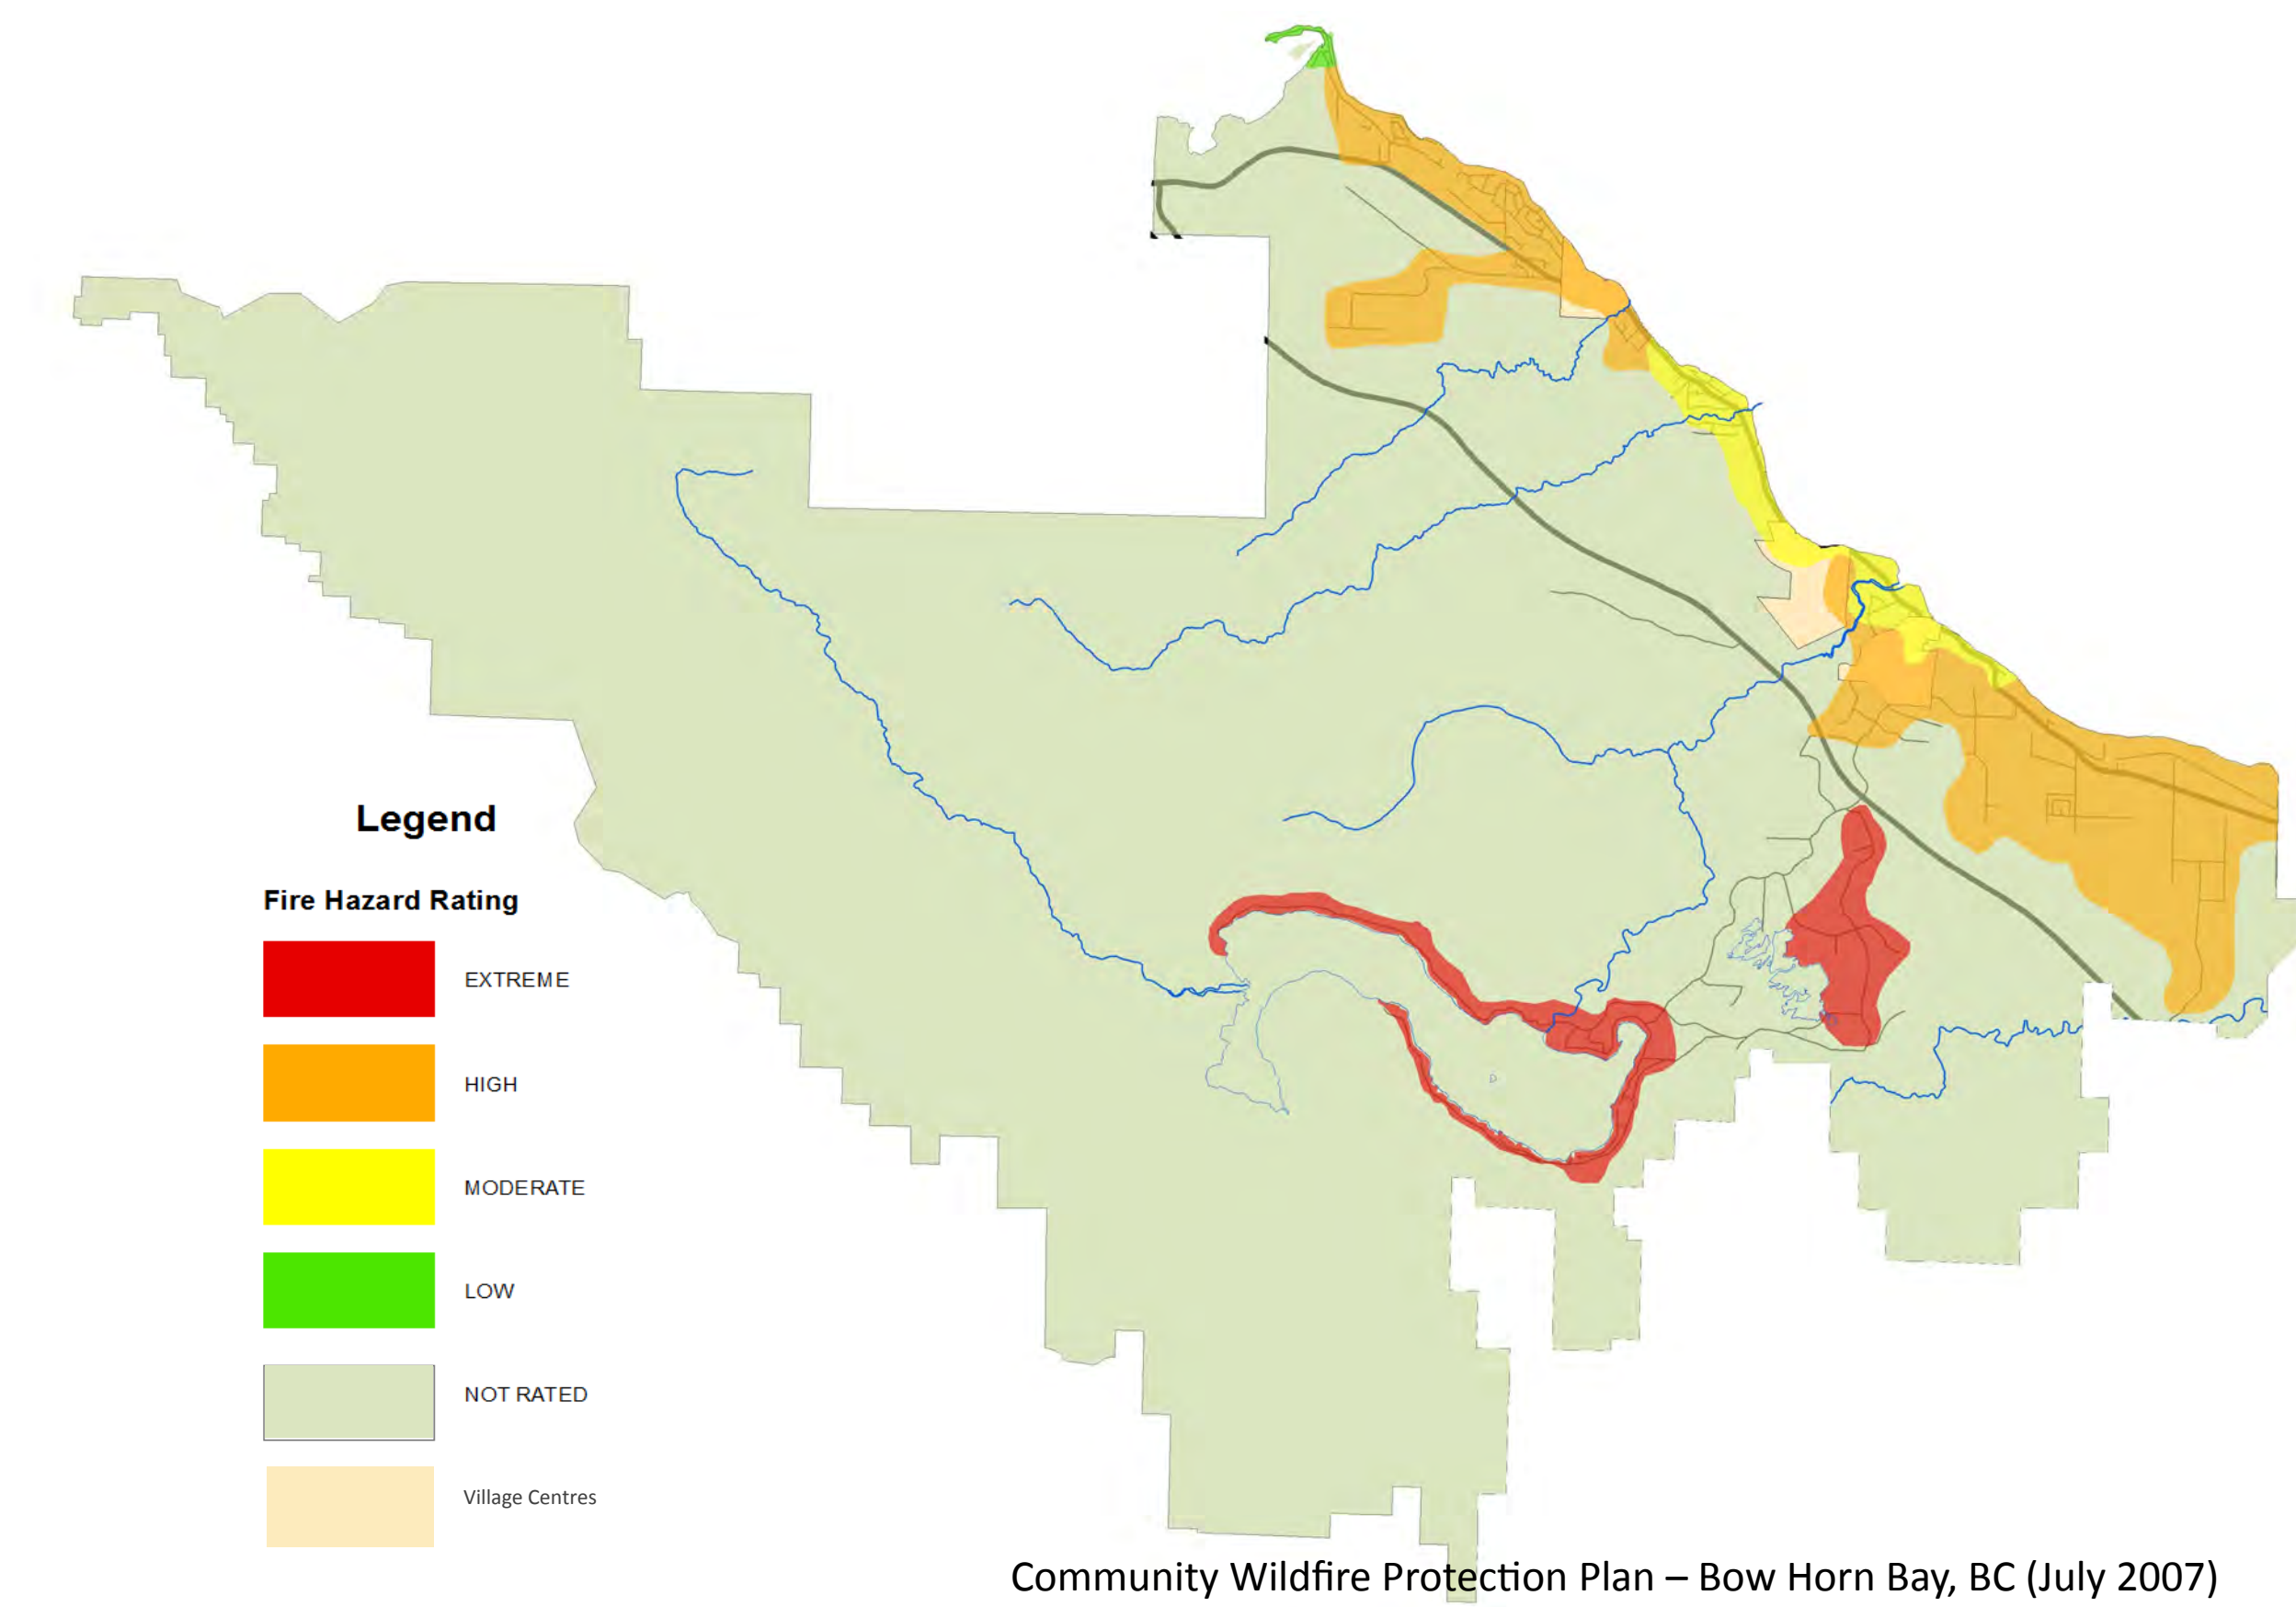 Legend
Fire Hazard Rating
EXTREME
HIGH
MODERATE
LOW
NOT RATED
Village Centres
Community Wildfire Protection Plan – Bow Horn Bay, BC (July 2007)